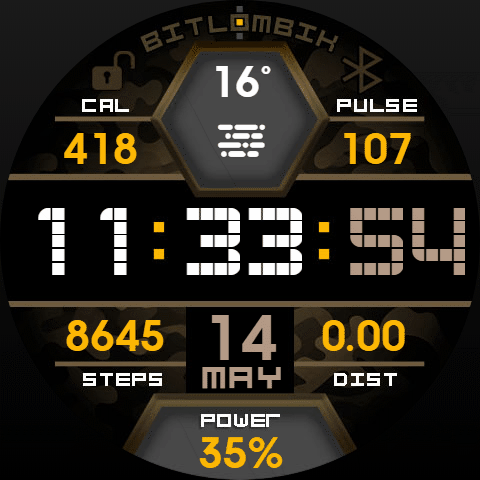 BITLOMBIK
16°
CAL
PULSE
418
107
11:33:54
8645
14
0.00
STEPS
MAY
DIST
POWER
35%